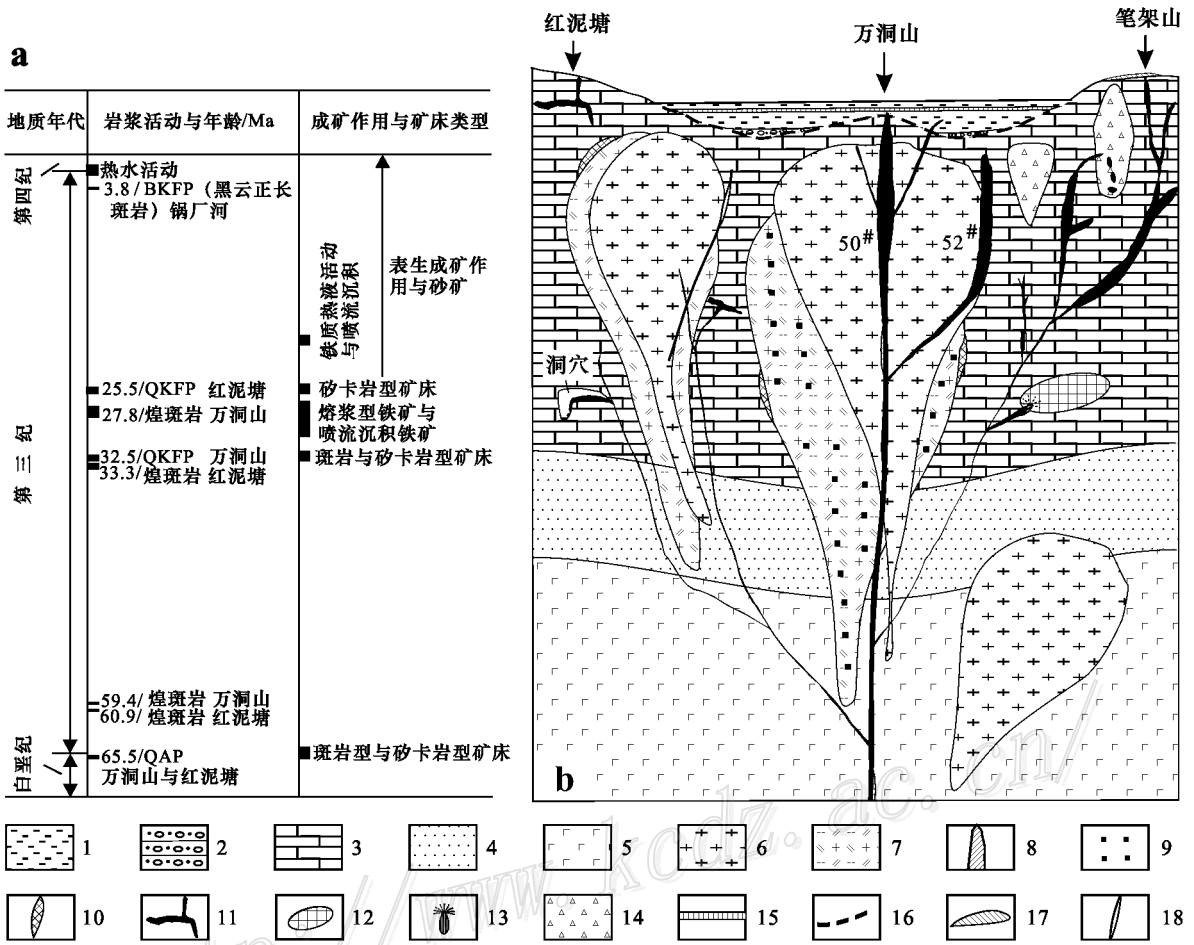 a
地质年代 岩浆活动与年龄/Ma 成矿作用与矿床类型
第四纪
热水活动
3.8/BKFP（黑云正长
斑岩）锅厂河
铁质热液活动
与喷流沉积
表生成矿作
用与砂矿
第三纪
25.5/QKFP 红泥塘 矽卡岩型矿床
27.8/煌斑岩 万洞山 熔浆型铁矿与
喷流沉积铁矿
32.5/QKFP 万洞山 斑岩与矽卡岩型矿床
33.3/煌斑岩 红泥塘
59.4/煌斑岩 万洞山
60.9/煌斑岩 红泥塘
白垩纪
65.5/QAP 斑岩型与矽卡岩型矿床
万洞山与红泥塘
红泥塘 万洞山 笔架山
50# 52#
洞穴
b
1 2 3 4 5 6 7 8 9
10 11 12 13 14 15 16 17 18
http://www.kcdz.ac.cn/